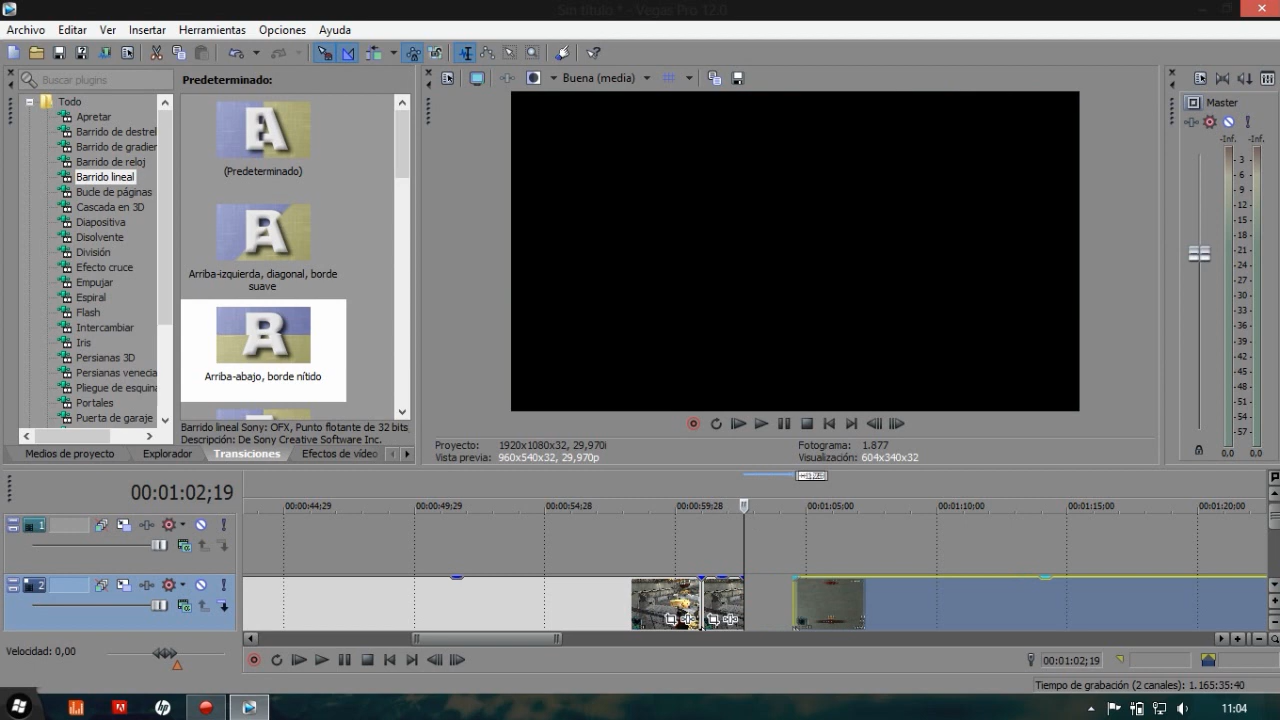 Sin título * - Vegas Pro 12.0
Archivo Editar Ver Insertar Herramientas Opciones Ayuda
Buscar plugins
Predeterminado:
Buena (media)
Todo
Apretar
Barrido de destrel
Barrido de gradier
Barrido de reloj
Barrido lineal
Bucle de páginas
Cascada en 3D
Diapositiva
Disolvente
División
Efecto cruce
Empujar
Espiral
Flash
Intercambiar
Iris
Persianas 3D
Persianas venecia
Pliegue de esquina
Portales
Puerta de garaje
(Predeterminado)
Arriba-izquierda, diagonal, borde
suave
Arriba-abajo, borde nítido
Barrido lineal Sony: OFX, Punto flotante de 32 bits,
Descripción: De Sony Creative Software Inc.
Medios de proyecto Explorador Transiciones Efectos de vídeo
Proyecto: 1920x1080x32, 29,970i
Vista previa: 960x540x32, 29,970p
Fotograma: 1.877
Visualización: 604x340x32
Master
-Inf. -Inf.
3
6
9
12
15
18
21
24
27
30
33
36
39
42
45
48
51
54
57
0.0 0.0
00:01:02;19
00:00:44;29 00:00:49;29 00:00:54;28 00:00:59;28 00:01:05;00 00:01:10;00 00:01:15;00 00:01:20;00
1
2
Velocidad: 0,00
00:01:02;19
Tiempo de grabación (2 canales): 1.165:35:40
11:04